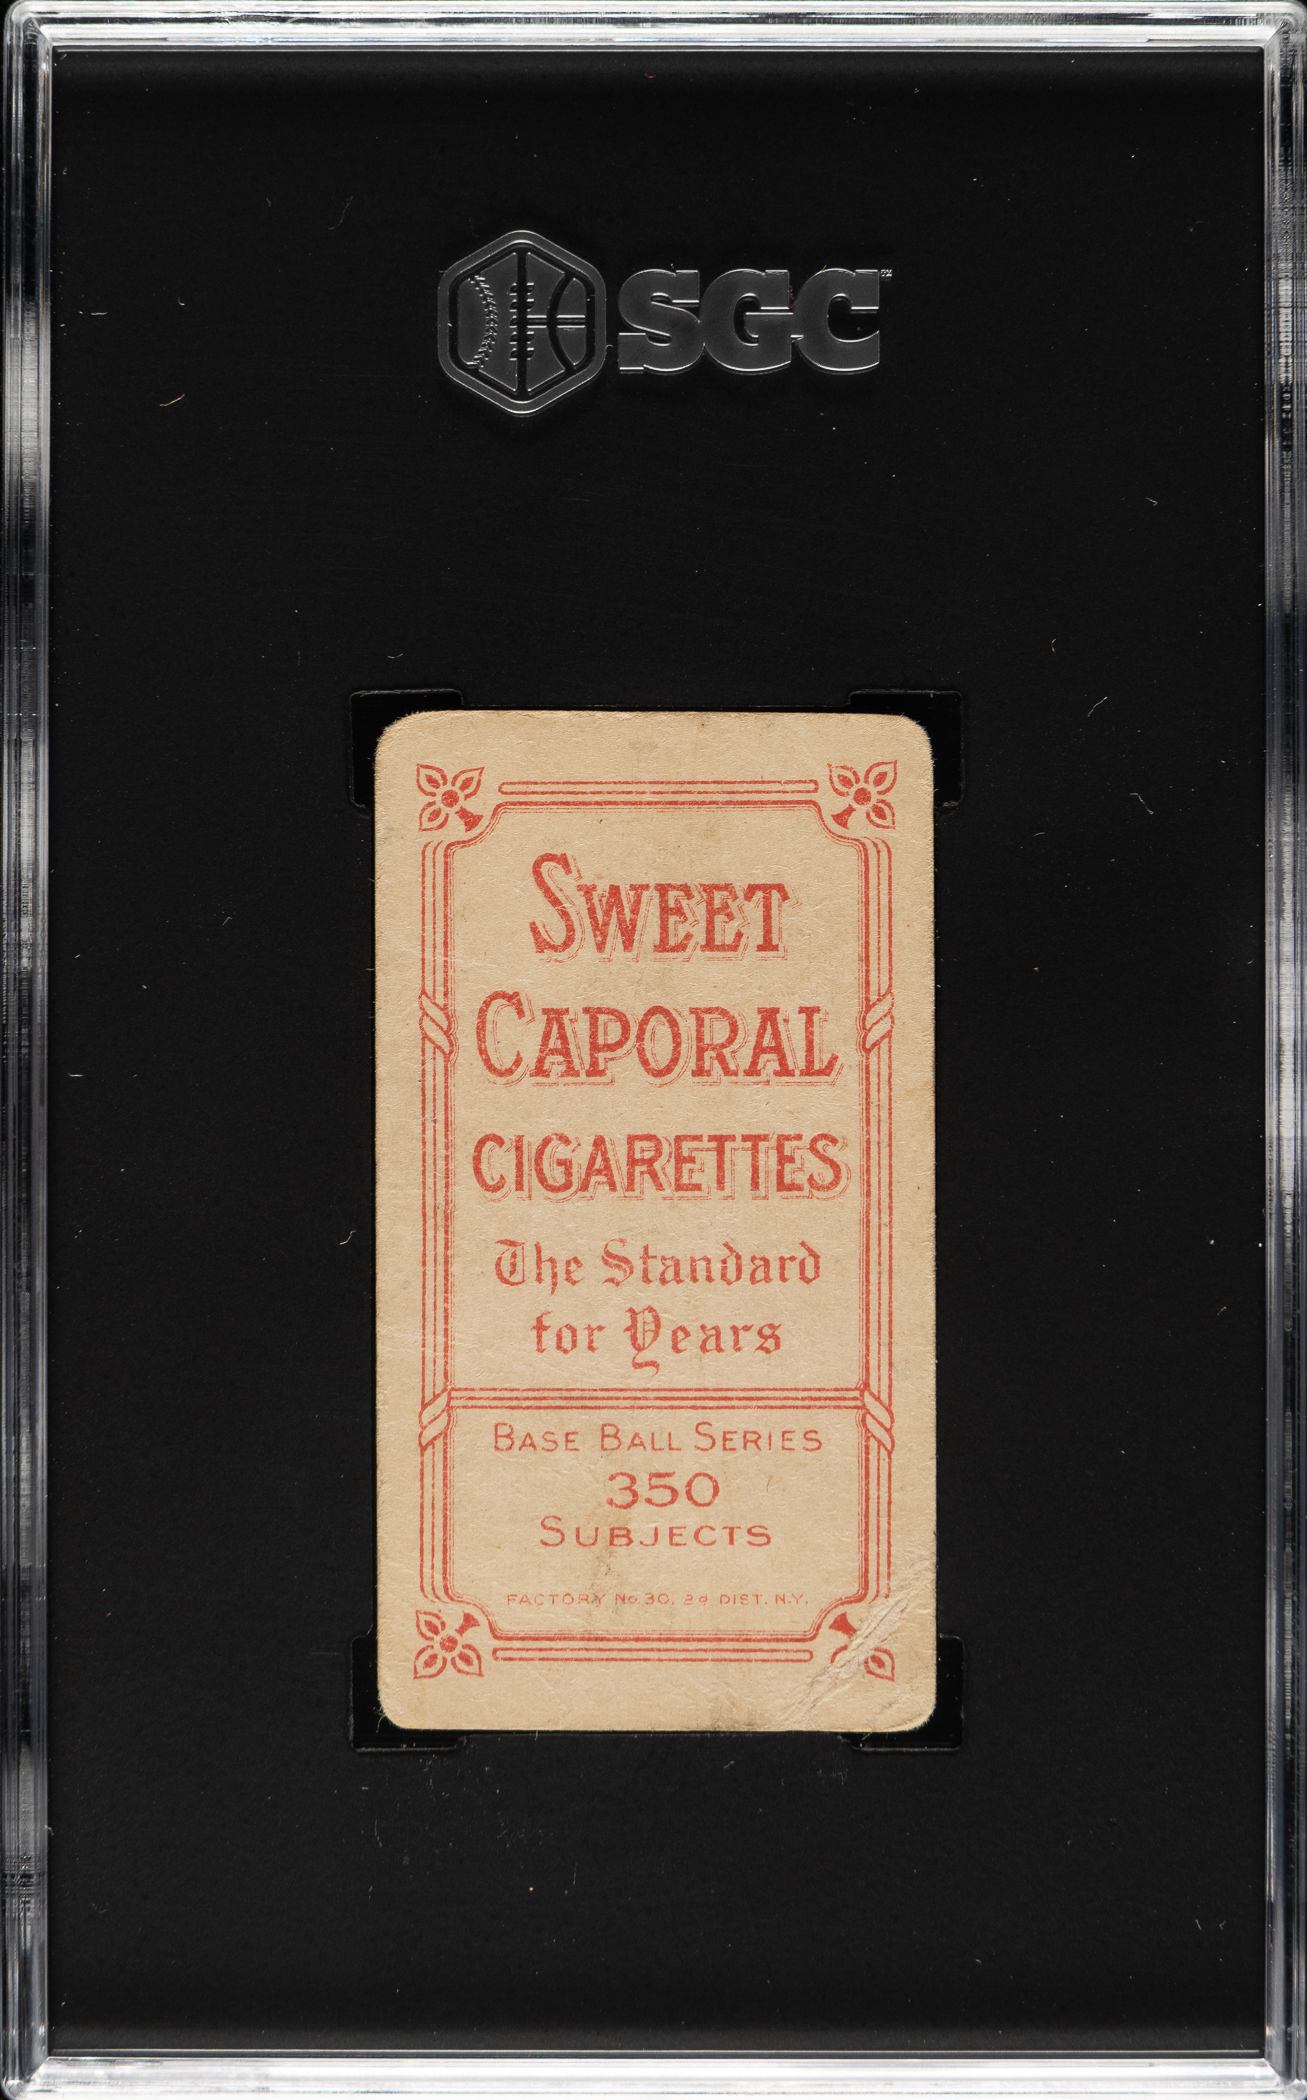 SGC
SWEET
CAPORAL
CIGARETTES
The Standard
for Years
BASE BALL SERIES
350
SUBJECTS
FACTORY No. 30, 2d DIST. N.Y.